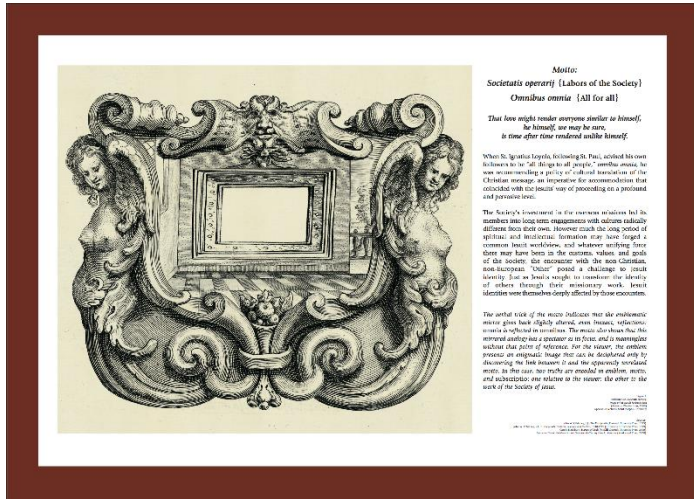 Motto:
Societatis operarij {Labors of the Society}
Omnibus omnia {All for all}
That love might render everyone similar to himself,
he himself, we may be sure,
is time after time rendered unlike himself.
When St. Ignatius Loyola, following St. Paul, advised his own
followers to be "all things to all people," omnibus omnia, he
was recommending a policy of cultural translation of the
Christian message, an imperative for accommodation that
coincided with the Jesuits' way of proceeding on a profound
and pervasive level.
The Society's investment in the overseas missions led its
members into long-term engagements with cultures radically
different from their own. However much the long period of
spiritual and intellectual formation may have forged a
common Jesuit worldview, and whatever unifying force
there may have been in the customs, values, and goals
of the Society, the encounter with the non-Christian,
non-European "Other" posed a challenge to Jesuit
identity. Just as Jesuits sought to transform the identity
of others through their missionary work, Jesuit
identities were themselves deeply affected by those encounters.
The verbal trick of the motto indicates that the emblematic
mirror gives back slightly altered, even inexact, reflections:
omnia is reflected in omnibus. The motto also shows that this
mirrored analogy has a spectator as its focus, and is meaningless
without that point of reference. For the viewer, the emblem
presents an enigmatic image that can be deciphered only by
discovering the link between it and the apparently unrelated
motto. In this case, two truths are encoded in emblem, motto,
and subscriptio: one relative to the viewer; the other to the
work of the Society of Jesus.